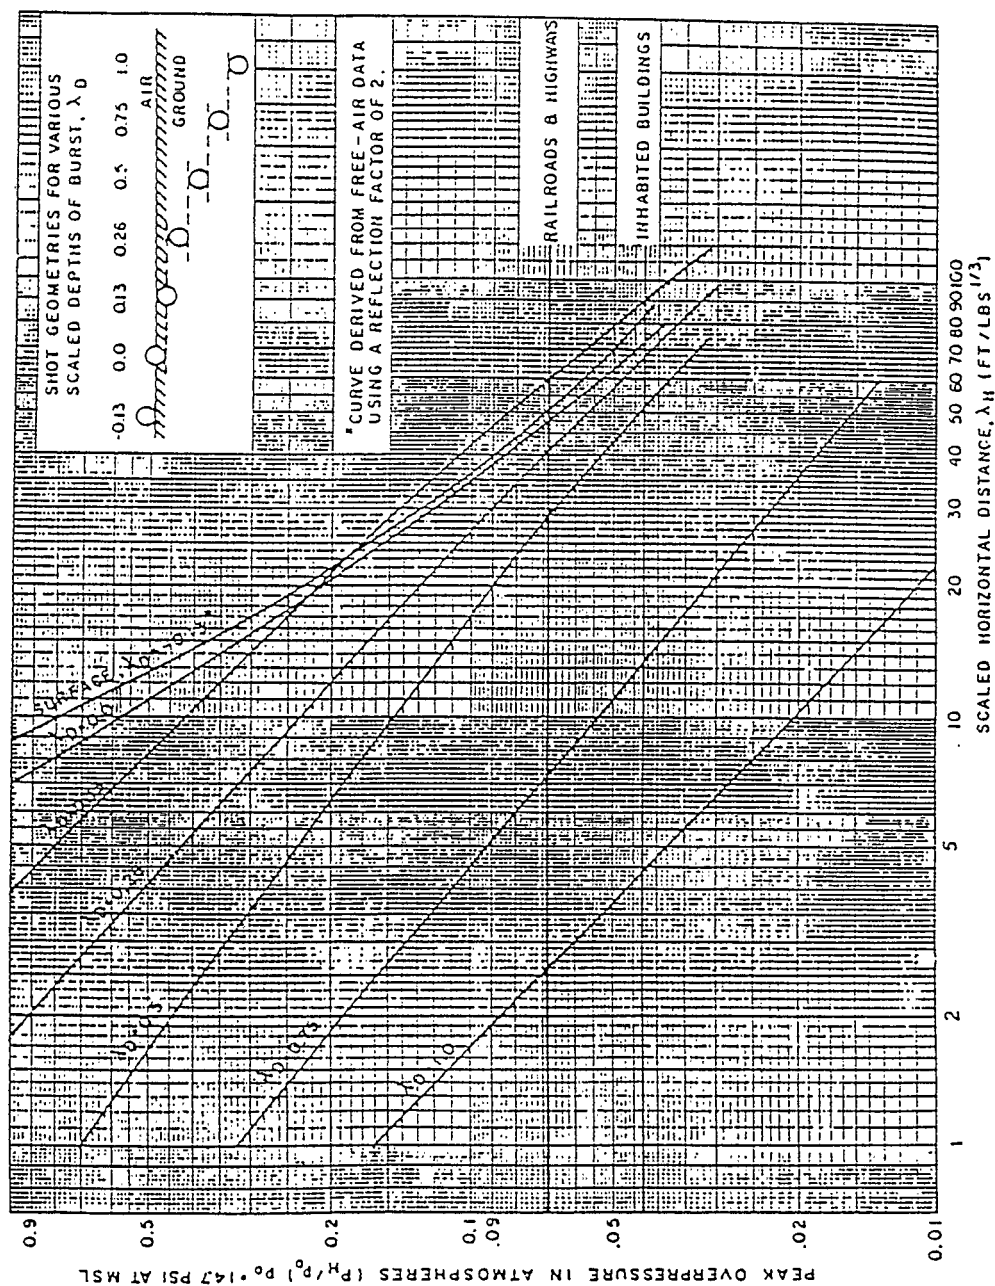 SHOT GEOMETRIES FOR VARIOUS
SCALED DEPTHS OF BURST, λD
-0.13 0.0 0.13 0.26 0.5 0.75 1.0
AIR
GROUND
*CURVE DERIVED FROM FREE-AIR DATA
USING A REFLECTION FACTOR OF 2.
RAILROADS & HIGHWAYS
INHABITED BUILDINGS
λD=0.5
λD=0.75
λD=1.0
PEAK OVERPRESSURE IN ATMOSPHERES (PH/Po) Po=14.7 PSI AT MSL
0.9
0.5
0.2
0.1
.09
0.05
0.02
0.01
1 2 5 10 20 30 40 50 60 70 80 90 100
SCALED HORIZONTAL DISTANCE, λH (FT/LBS 1/3)